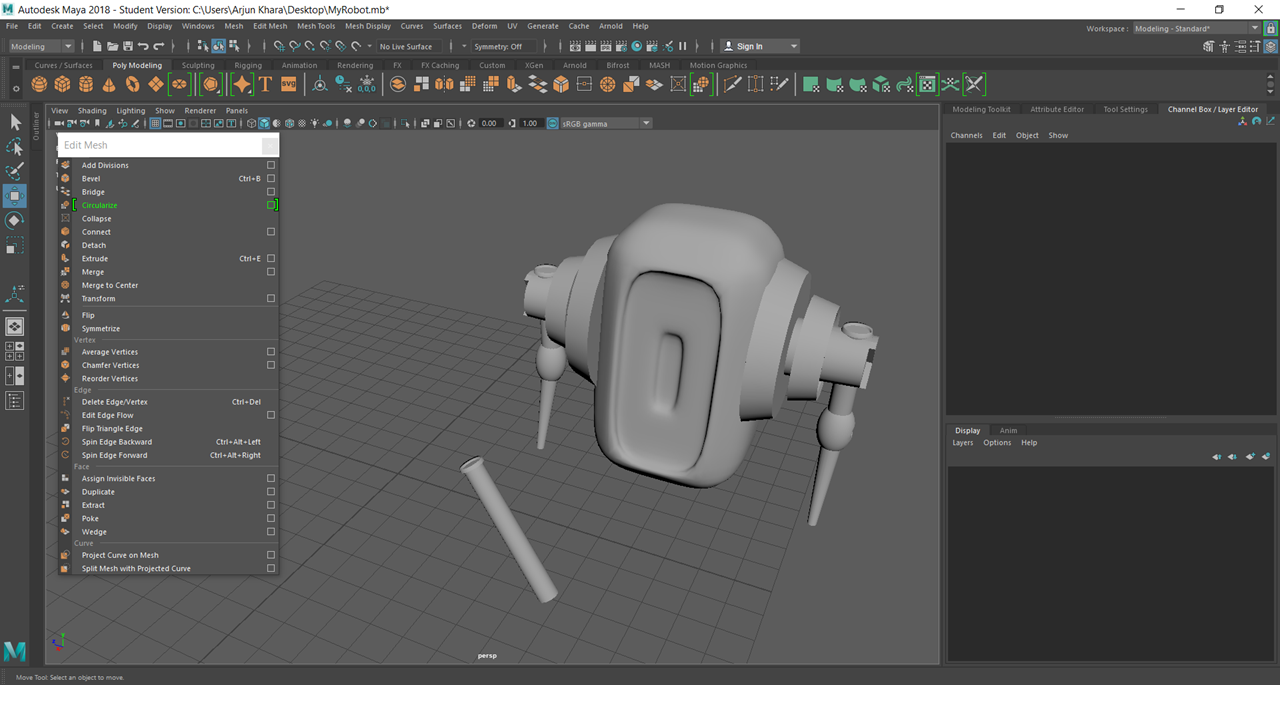 Autodesk Maya 2018 - Student Version: C:\Users\Arjun Khara\Desktop\MyRobot.mb*
File Edit Create Select Modify Display Windows Mesh Edit Mesh Mesh Tools Mesh Display Curves Surfaces Deform UV Generate Cache Arnold Help
Workspace : Modeling - Standard*
Modeling No Live Surface Symmetry: Off Sign In
Curves / Surfaces Poly Modeling Sculpting Rigging Animation Rendering FX FX Caching Custom XGen Arnold Bifrost MASH Motion Graphics
T SVG
View Shading Lighting Show Renderer Panels
0.00 1.00 sRGB gamma
Outliner
Modeling Toolkit Attribute Editor Tool Settings Channel Box / Layer Editor
Channels Edit Object Show
Edit Mesh
Add Divisions
Bevel Ctrl+B
Bridge
Circularize
Collapse
Connect
Detach
Extrude Ctrl+E
Merge
Merge to Center
Transform
Flip
Symmetrize
Vertex
Average Vertices
Chamfer Vertices
Reorder Vertices
Edge
Delete Edge/Vertex Ctrl+Del
Edit Edge Flow
Flip Triangle Edge
Spin Edge Backward Ctrl+Alt+Left
Spin Edge Forward Ctrl+Alt+Right
Face
Assign Invisible Faces
Duplicate
Extract
Poke
Wedge
Curve
Project Curve on Mesh
Split Mesh with Projected Curve
Display Anim
Layers Options Help
persp
Move Tool: Select an object to move.